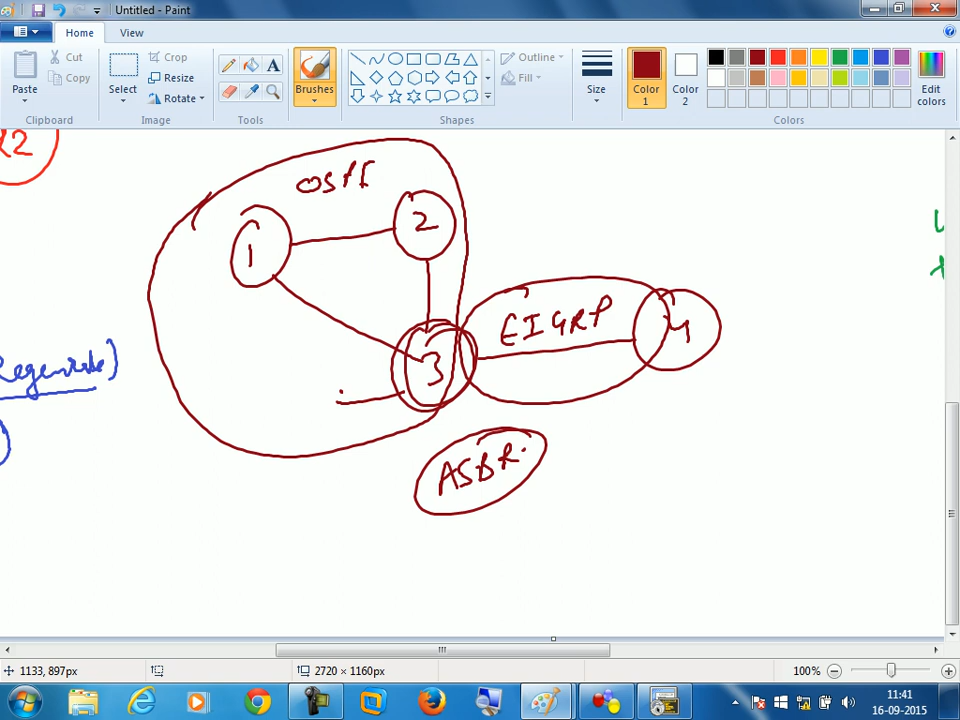 Untitled - Paint
Home
View
Paste
Cut
Copy
Clipboard
Select
Crop
Resize
Rotate
Image
Tools
Brushes
Shapes
Outline
Fill
Size
Color 1
Color 2
Edit colors
Colors
R2
OSPF
1
2
3
EIGRP
4
Regenrate)
ASBR
1133, 897px
2720 × 1160px
100%
11:41
16-09-2015